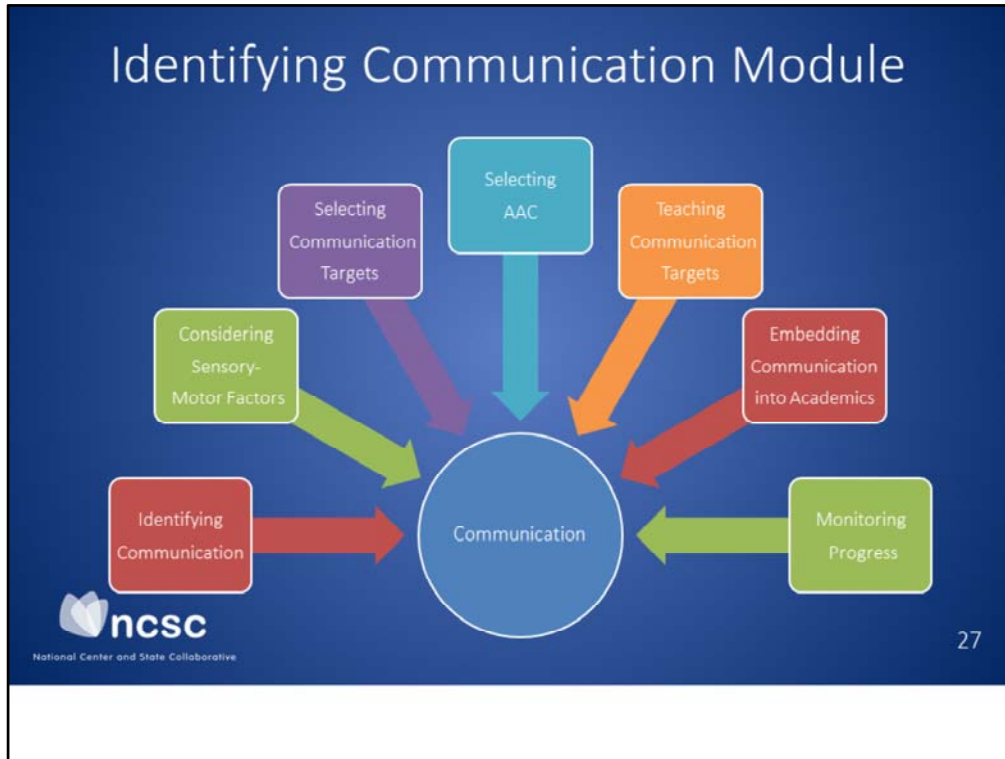 Identifying Communication Module
Selecting
AAC
Selecting
Communication
Targets
Teaching
Communication
Targets
Considering
Sensory-
Motor Factors
Embedding
Communication
into Academics
Identifying
Communication
Communication
Monitoring
Progress
ncsc
National Center and State Collaborative
27